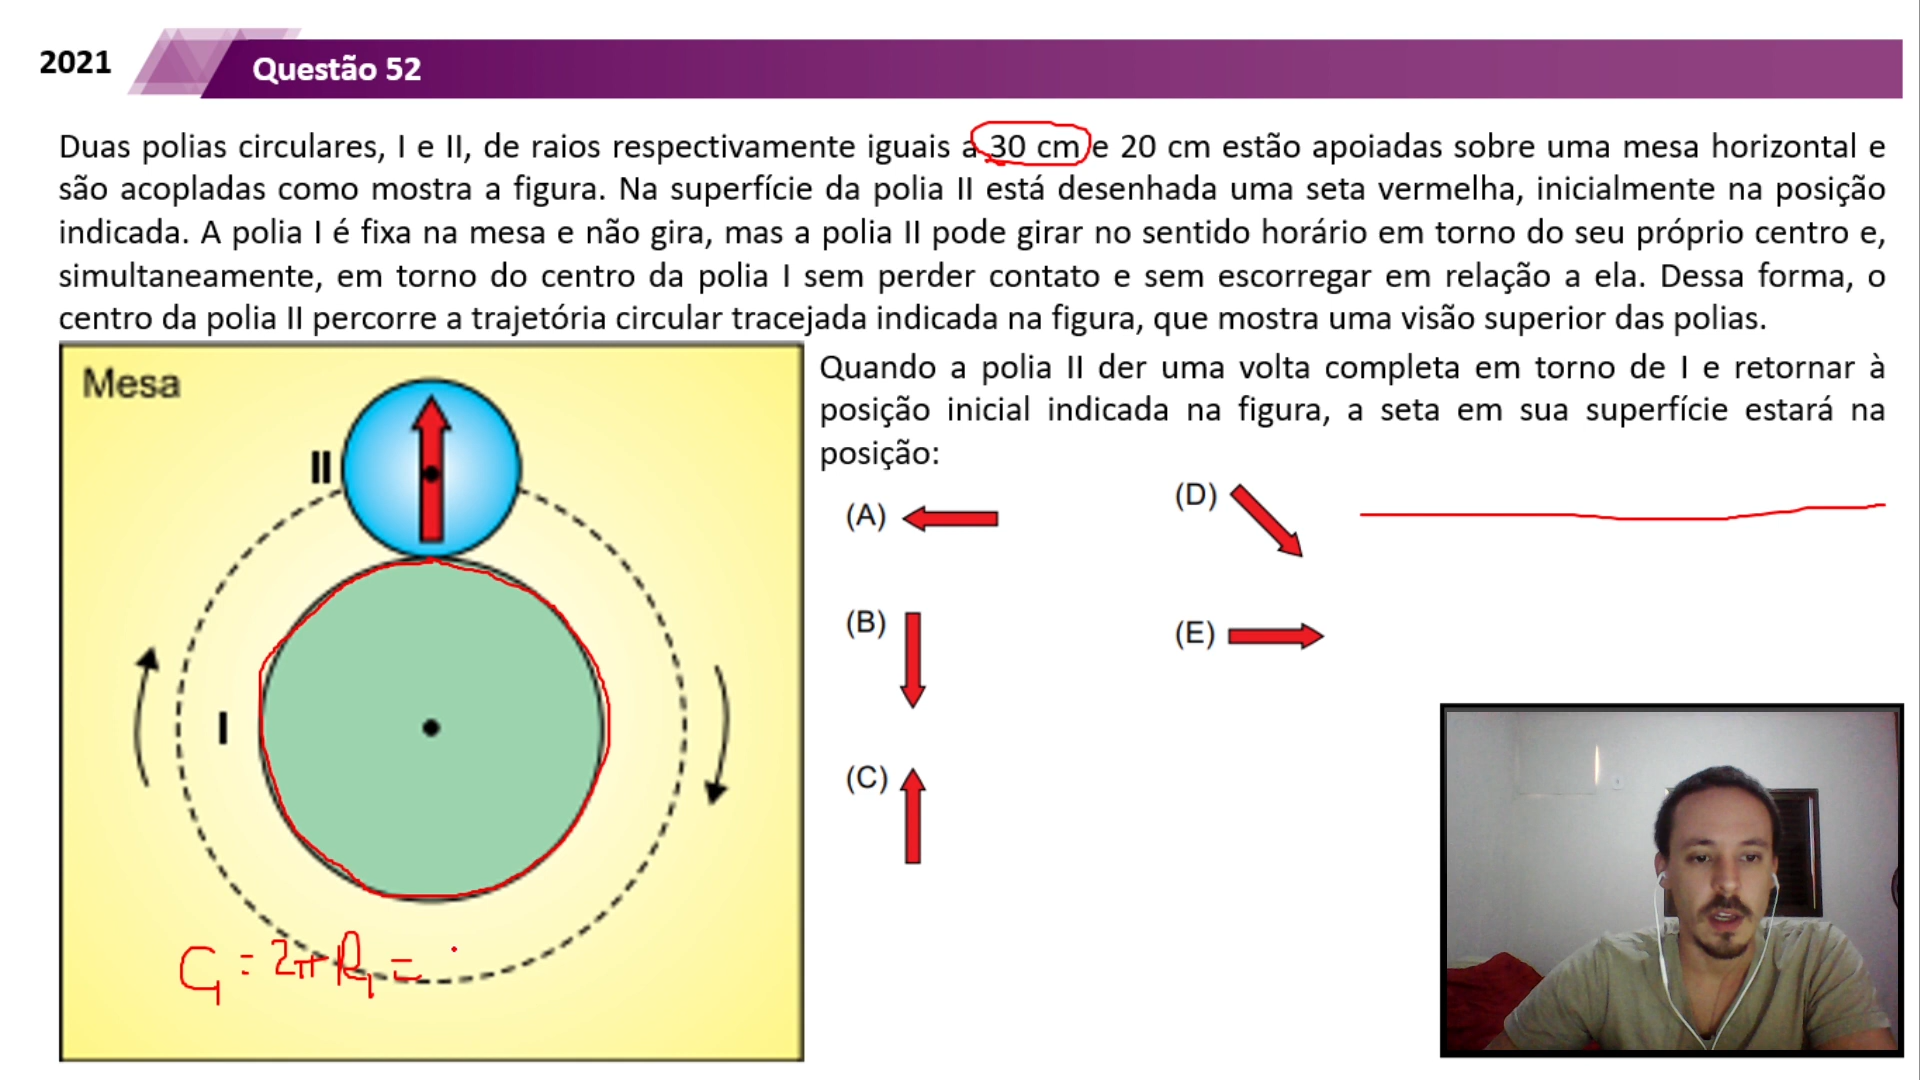 2021
Questão 52
Duas polias circulares, I e II, de raios respectivamente iguais a 30 cm e 20 cm estão apoiadas sobre uma mesa horizontal e
são acopladas como mostra a figura. Na superfície da polia II está desenhada uma seta vermelha, inicialmente na posição
indicada. A polia I é fixa na mesa e não gira, mas a polia II pode girar no sentido horário em torno do seu próprio centro e,
simultaneamente, em torno do centro da polia I sem perder contato e sem escorregar em relação a ela. Dessa forma, o
centro da polia II percorre a trajetória circular tracejada indicada na figura, que mostra uma visão superior das polias.
Mesa
II
I
C₁ = 2πR₁ =
Quando a polia II der uma volta completa em torno de I e retornar à
posição inicial indicada na figura, a seta em sua superfície estará na
posição:
(A)
(B)
(C)
(D)
(E)